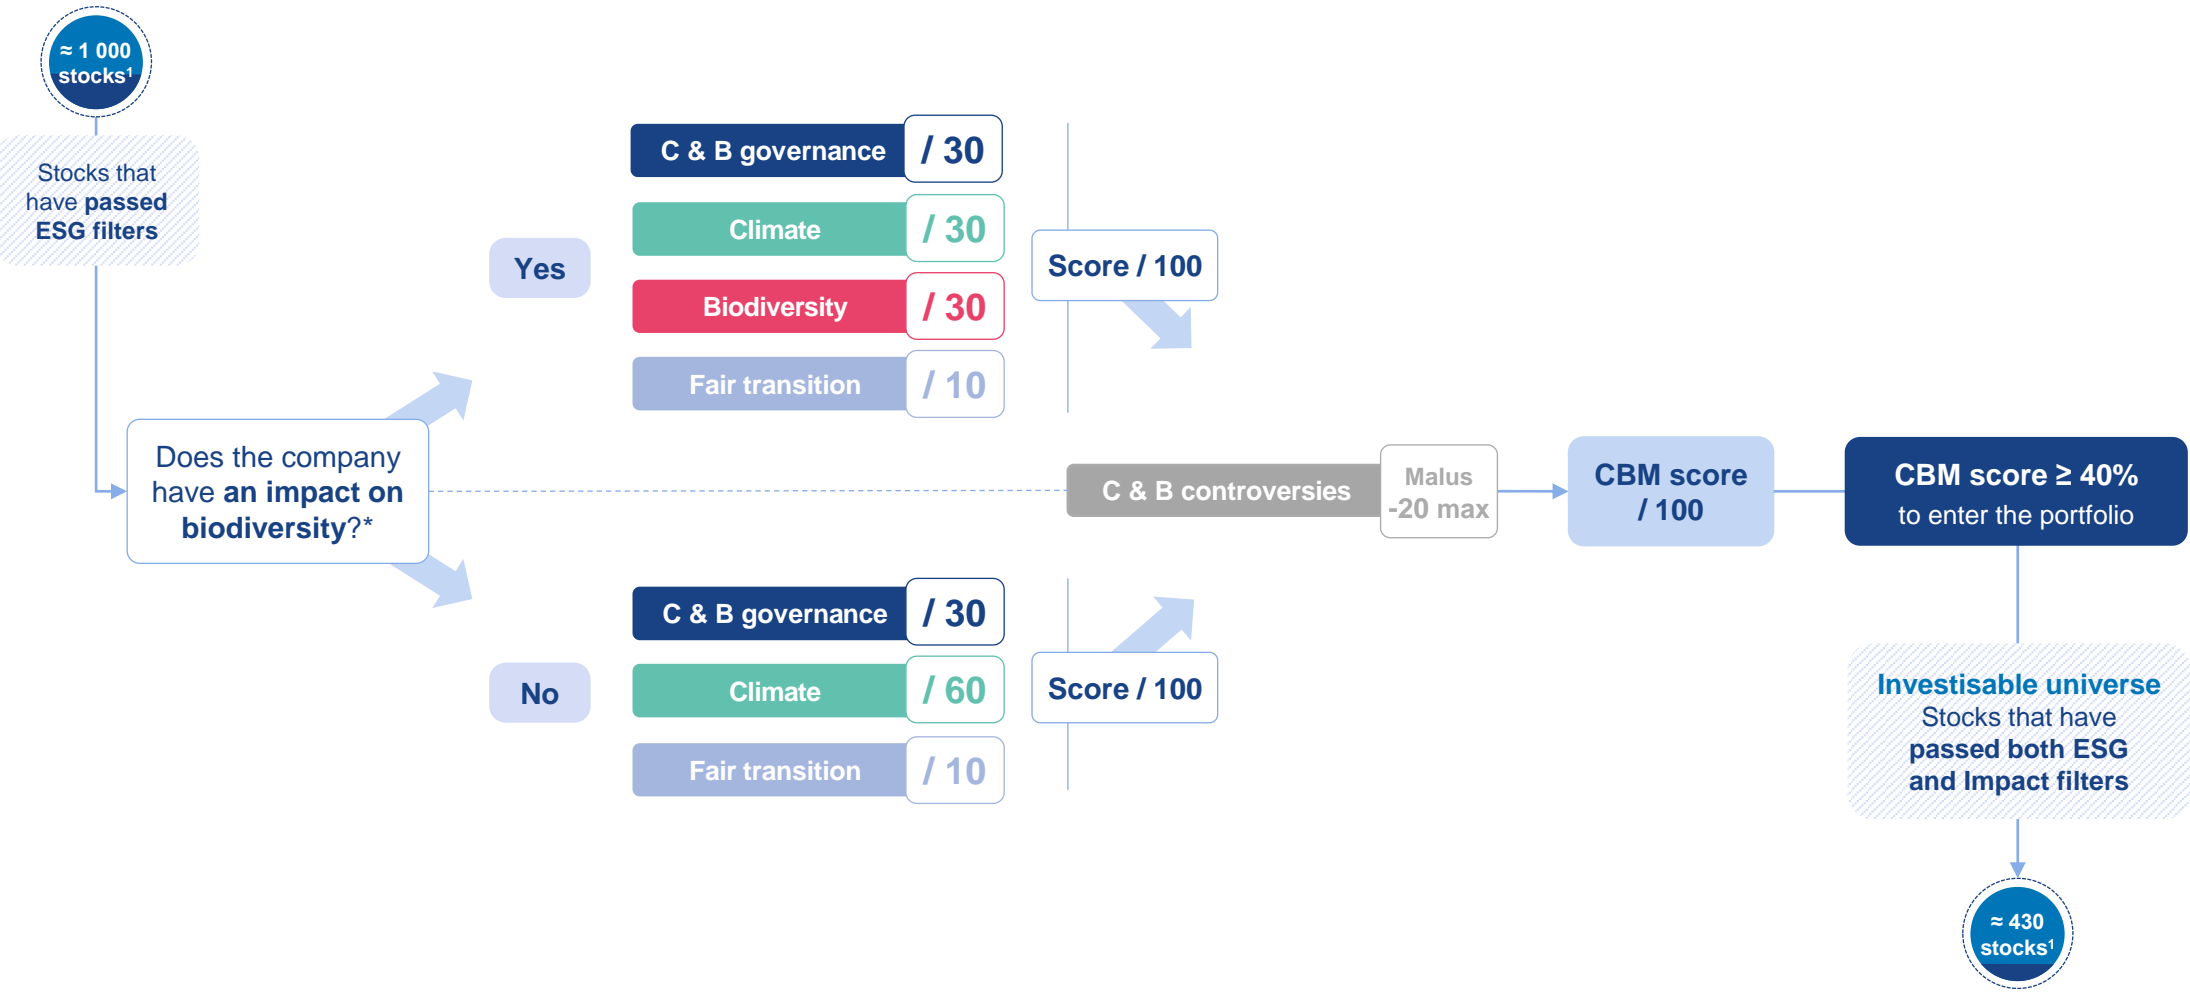 ≈ 1 000
stocks¹
Stocks that
have passed
ESG filters
Does the company
have an impact on
biodiversity?*
Yes
C & B governance / 30
Climate / 30
Biodiversity / 30
Fair transition / 10
Score / 100
No
C & B governance / 30
Climate / 60
Fair transition / 10
Score / 100
C & B controversies
Malus
-20 max
CBM score
/ 100
CBM score ≥ 40%
to enter the portfolio
Investisable universe
Stocks that have
passed both ESG
and Impact filters
≈ 430
stocks¹